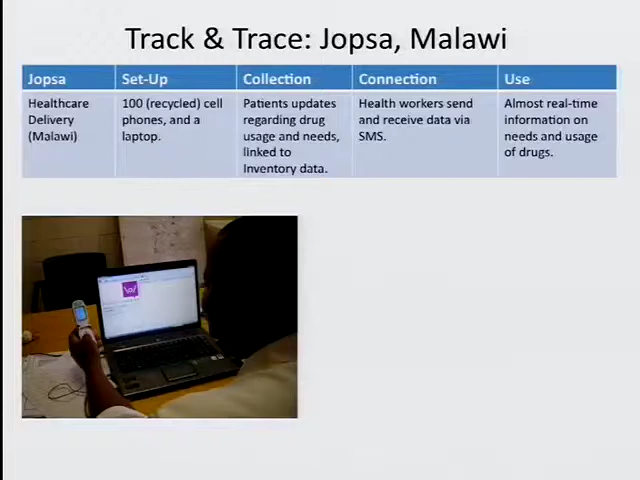 Track & Trace: Jopsa, Malawi
Jopsa Set-Up Collection Connection Use
Healthcare
Delivery
(Malawi)
100 (recycled) cell
phones, and a
laptop.
Patients updates
regarding drug
usage and needs,
linked to
Inventory data.
Health workers send
and receive data via
SMS.
Almost real-time
information on
needs and usage
of drugs.